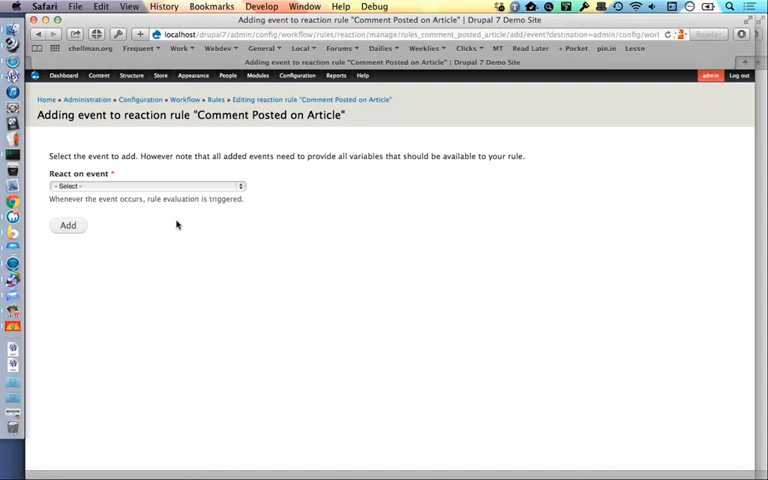 Safari File Edit View History Bookmarks Develop Window Help Debug
Adding event to reaction rule "Comment Posted on Article" | Drupal 7 Demo Site
localhost/drupal7/admin/config/workflow/rules/reaction/manage/rules_comment_posted_article/add/event?destination=admin/config/worl
Reader
chellman.org Frequent Work Webdev General Local Forums Dailies Weeklies Clicks MT Read Later + Pocket pin.in Lessn
Adding event to reaction rule "Comment Posted on Article" | Drupal 7 Demo Site
Dashboard Content Structure Store Appearance People Modules Configuration Reports Help admin Log out
Home » Administration » Configuration » Workflow » Rules » Editing reaction rule "Comment Posted on Article"
Adding event to reaction rule "Comment Posted on Article"
Select the event to add. However note that all added events need to provide all variables that should be available to your rule.
React on event *
- Select -
Whenever the event occurs, rule evaluation is triggered.
Add